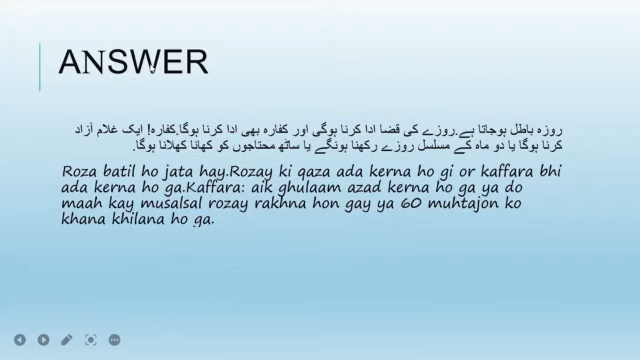 ANSWER
روزہ باطل ہوجاتا ہے.روزے کی قضا ادا کرنا ہوگی اور کفارہ بھی ادا کرنا ہوگا.کفارہ! ایک غلام آزاد
کرنا ہوگا یا دو ماہ کے مسلسل روزے رکھنا ہونگے یا ساٹھ محتاجوں کو کھانا کھلانا ہوگا.
Roza batil ho jata hay.Rozay ki qaza ada kerna ho gi or kaffara bhi
ada kerna ho ga.Kaffara: aik ghulaam azad kerna ho ga ya do
maah kay musalsal rozay rakhna hon gay ya 60 muhtajon ko
khana khilana ho ga.